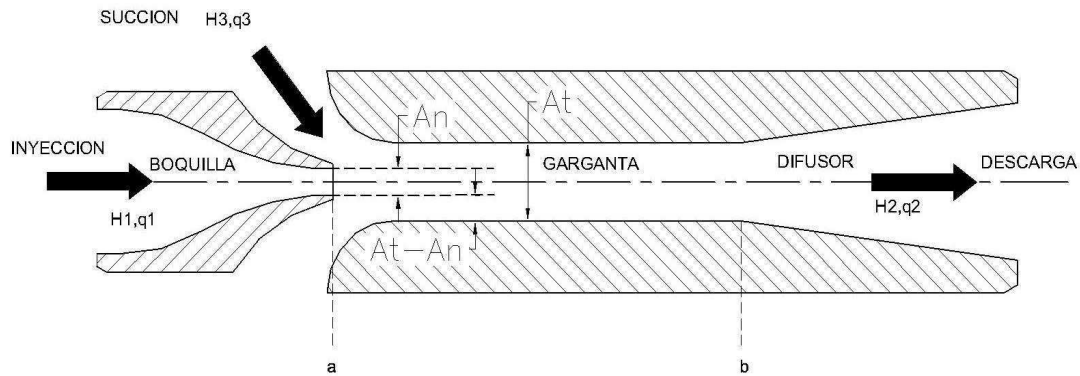 SUCCION
H3,q3
An
At
INYECCION
BOQUILLA
GARGANTA
DIFUSOR
DESCARGA
H1,q1
H2,q2
At-An
a
b